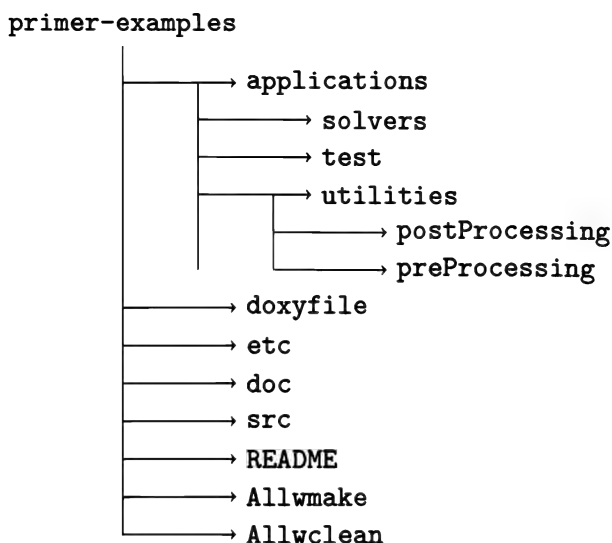 primer-examples
applications
solvers
test
utilities
postProcessing
preProcessing
doxyfile
etc
doc
src
README
Allwmake
Allwclean